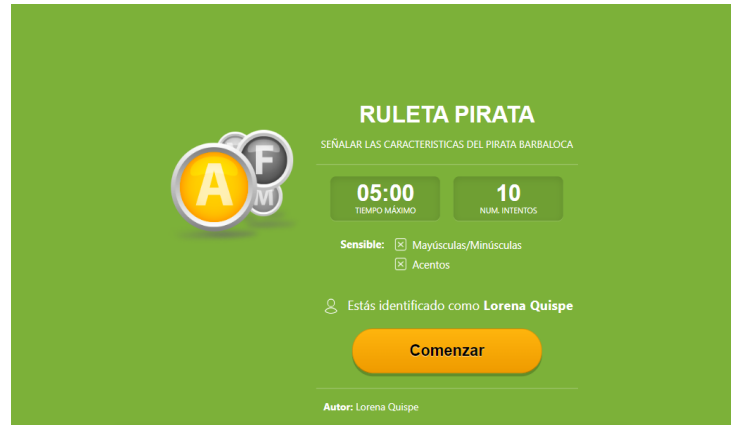 RULETA PIRATA
SEÑALAR LAS CARACTERISTICAS DEL PIRATA BARBALOCA
A
F
M
05:00
TIEMPO MÁXIMO
10
NUM. INTENTOS
Sensible: Mayúsculas/Minúsculas
Acentos
Estás identificado como Lorena Quispe
Comenzar
Autor: Lorena Quispe